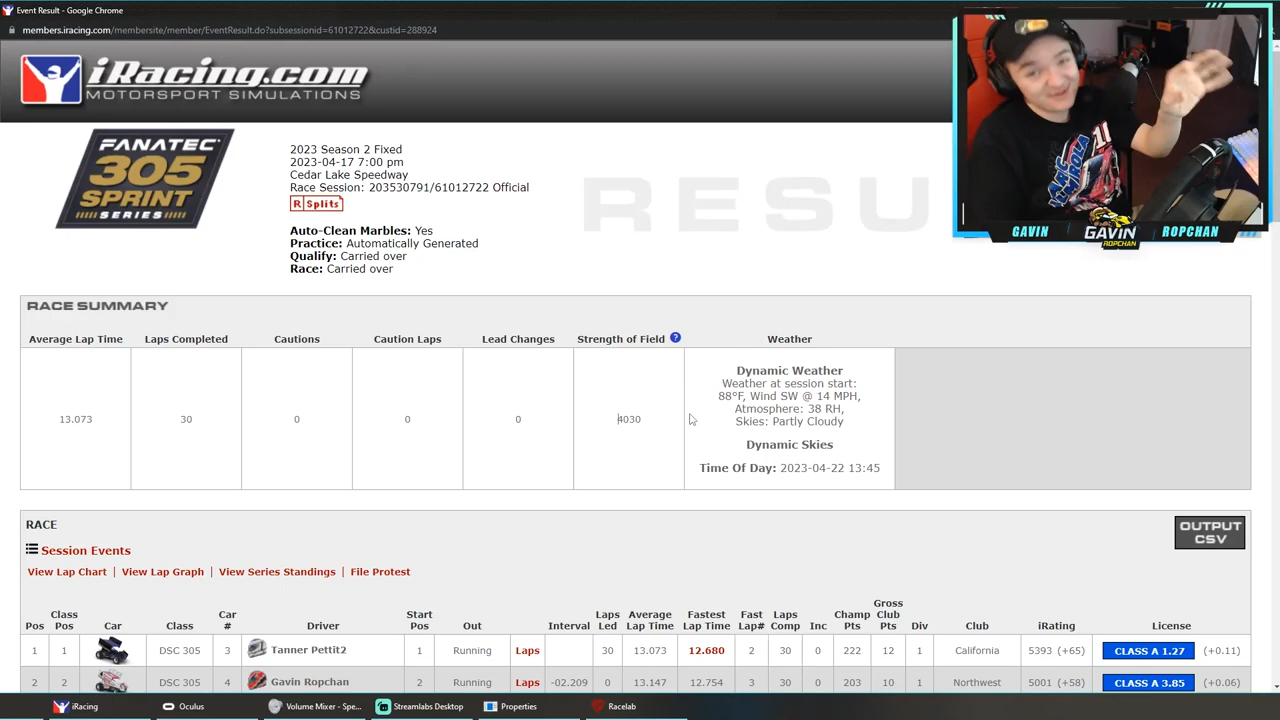 Event Result - Google Chrome
members.iracing.com/membersite/member/EventResult.do?subsessionid=61012722&custid=288924
iRacing.com
MOTORSPORT SIMULATIONS
FANATEC
305
SPRINT
SERIES
2023 Season 2 Fixed
2023-04-17 7:00 pm
Cedar Lake Speedway
Race Session: 203530791/61012722 Official
R Splits
Auto-Clean Marbles: Yes
Practice: Automatically Generated
Qualify: Carried over
Race: Carried over
RESU
GAVIN GAVIN ROPCHAN ROPCHAN
RACE SUMMARY
Average Lap Time Laps Completed Cautions Caution Laps Lead Changes Strength of Field ? Weather
13.073 30 0 0 0 4030
Dynamic Weather
Weather at session start:
88°F, Wind SW @ 14 MPH,
Atmosphere: 38 RH,
Skies: Partly Cloudy
Dynamic Skies
Time Of Day: 2023-04-22 13:45
RACE
OUTPUT
CSV
Session Events
View Lap Chart | View Lap Graph | View Series Standings | File Protest
Pos Class Pos Car Class Car # Driver Start Pos Out Interval Laps Led Average Lap Time Fastest Lap Time Fast Lap# Laps Comp Inc Champ Pts Gross Club Pts Div Club iRating License
1 1 DSC 305 3 Tanner Pettit2 1 Running Laps 30 13.073 12.680 2 30 0 222 12 1 California 5393 (+65) CLASS A 1.27 (+0.11)
2 2 DSC 305 4 Gavin Ropchan 2 Running Laps -02.209 0 13.147 12.754 3 30 0 203 10 1 Northwest 5001 (+58) CLASS A 3.85 (+0.06)
iRacing Oculus Volume Mixer - Spe... Streamlabs Desktop Properties Racelab